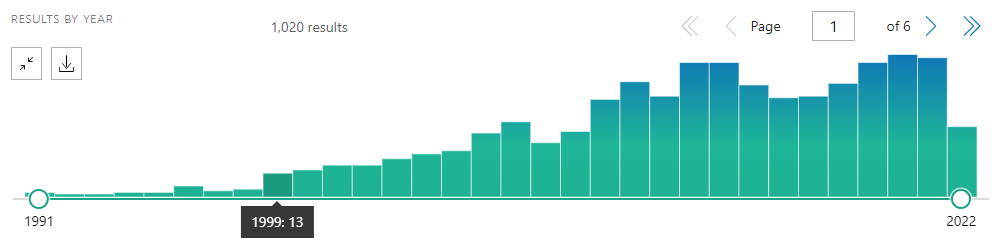 RESULTS BY YEAR
1,020 results
Page 1 of 6
1999: 13
1991
2022